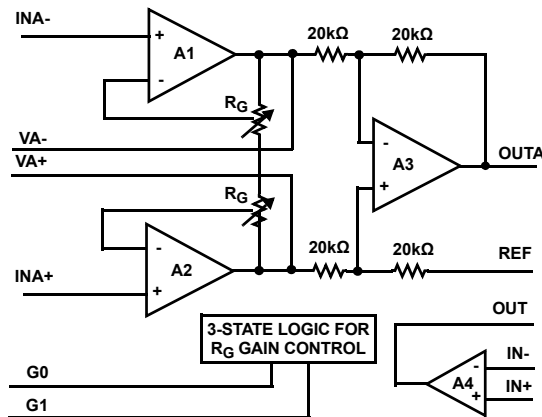 INA-
+
A1
-
20kΩ
20kΩ
RG
VA-
VA+
-
A3
+
OUTA
RG
-
A2
+
20kΩ
20kΩ
REF
INA+
3-STATE LOGIC FOR
RG GAIN CONTROL
OUT
-
IN-
A4
+
IN+
G0
G1